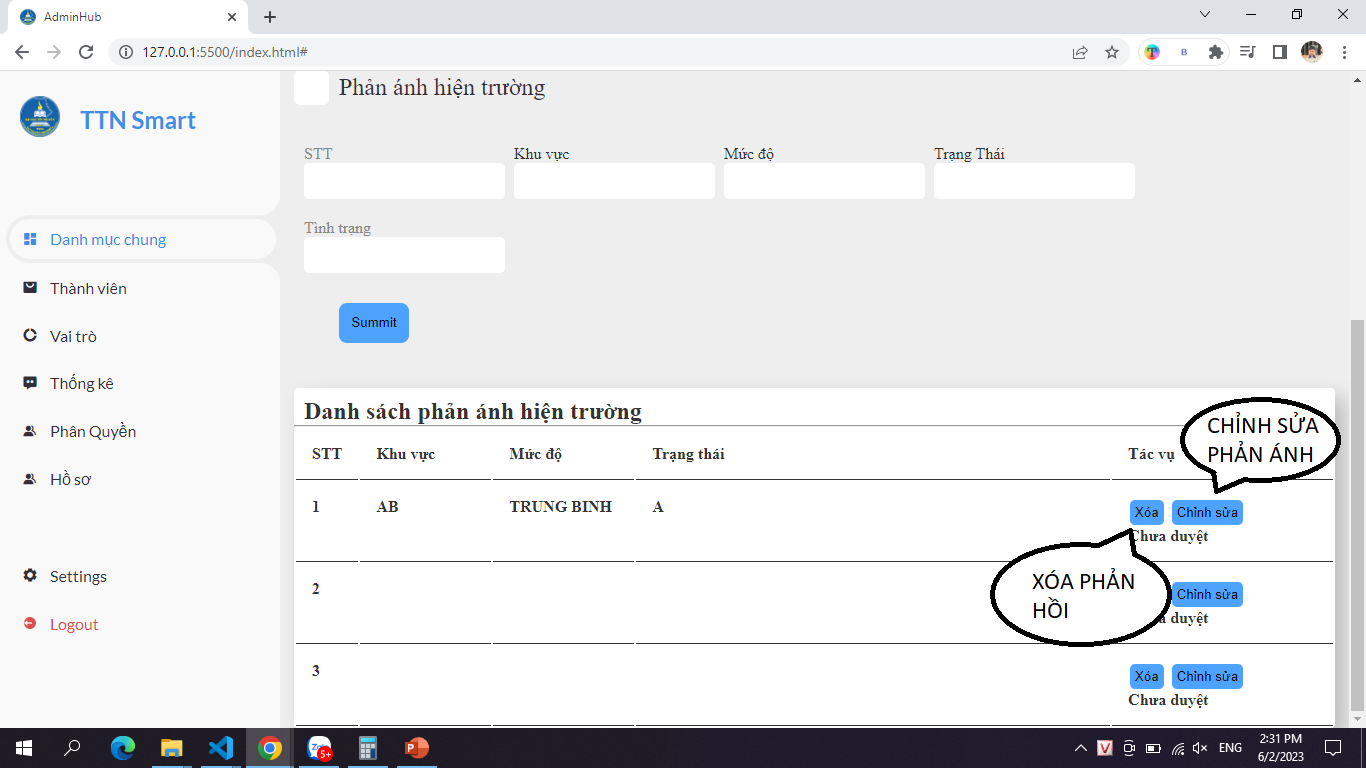 AdminHub
127.0.0.1:5500/index.html#
B
TTN Smart
Danh mục chung
Thành viên
Vai trò
Thống kê
Phân Quyền
Hồ sơ
Settings
Logout
Phản ánh hiện trường
STT Khu vực Mức độ Trạng Thái
Tình trạng
Summit
Danh sách phản ánh hiện trường
STT Khu vực Mức độ Trạng thái Tác vụ
CHỈNH SỬA
PHẢN ÁNH
1 AB TRUNG BINH A Xóa Chỉnh sửa
Chưa duyệt
XÓA PHẢN
HỒI
2 Chỉnh sửa
duyệt
3 Xóa Chỉnh sửa
Chưa duyệt
5+
V
ENG
2:31 PM
6/2/2023